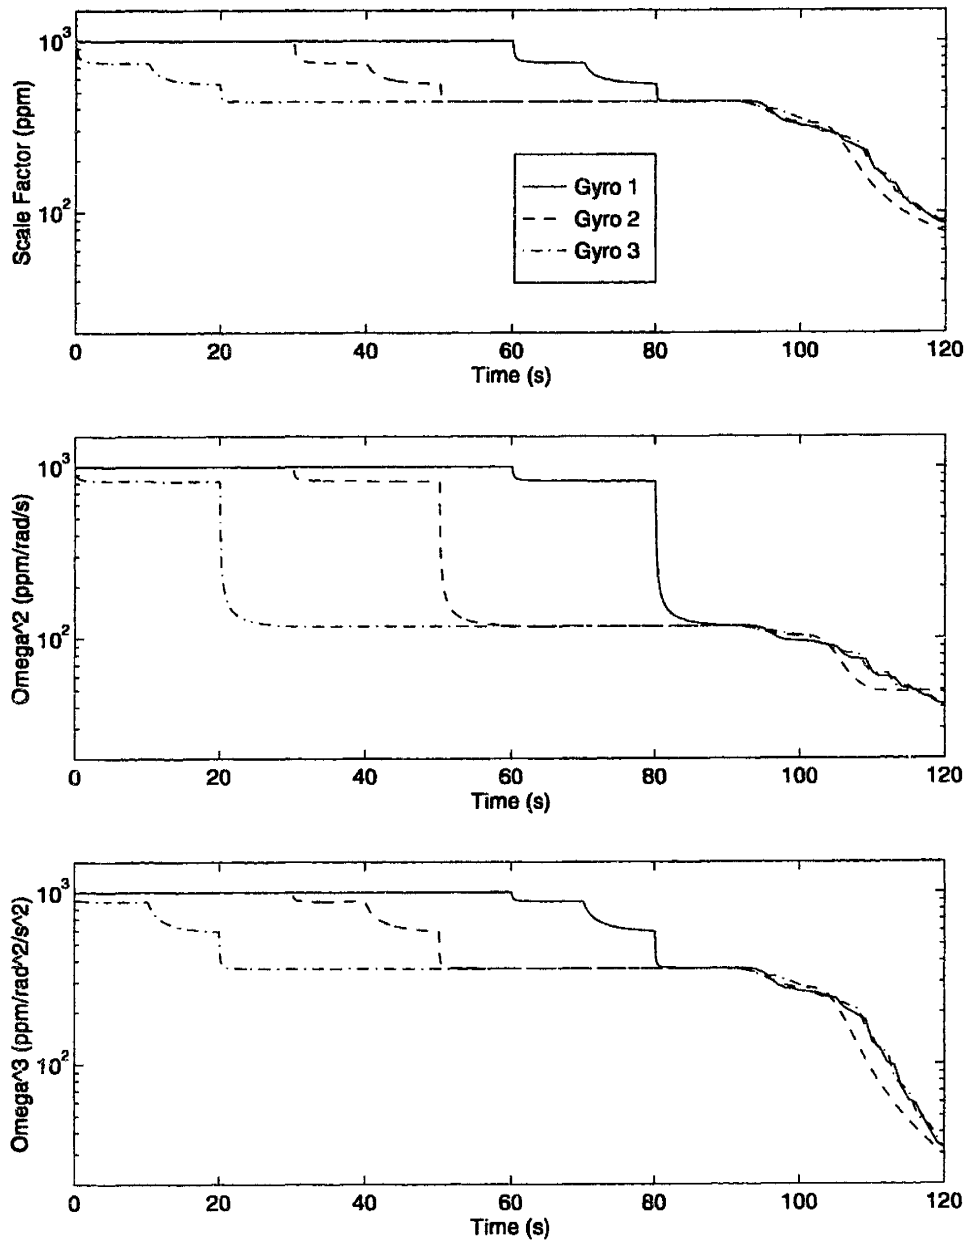 Scale Factor (ppm)
10^3
10^2
Gyro 1
Gyro 2
Gyro 3
0 20 40 60 80 100 120
Time (s)
Omega^2 (ppm/rad/s)
10^3
10^2
0 20 40 60 80 100 120
Time (s)
Omega^3 (ppm/rad^2/s^2)
10^3
10^2
0 20 40 60 80 100 120
Time (s)